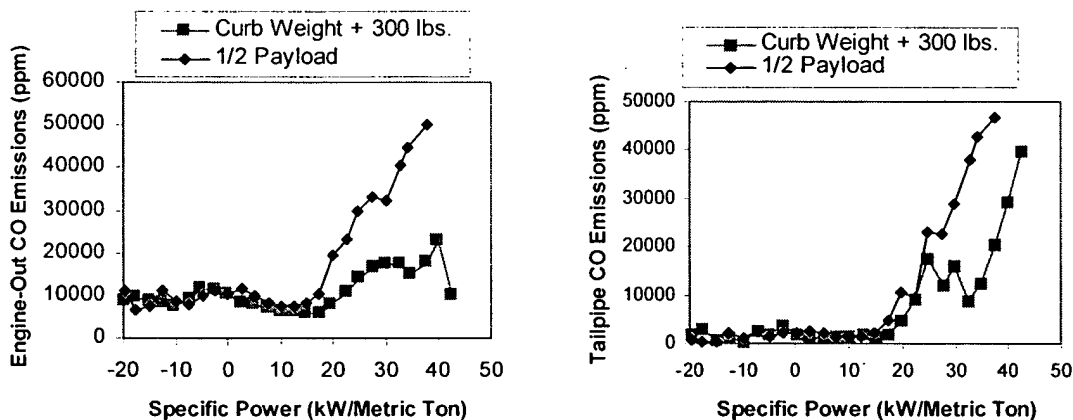 Curb Weight + 300 lbs.
1/2 Payload
Engine-Out CO Emissions (ppm)
60000
50000
40000
30000
20000
10000
0
-20 -10 0 10 20 30 40 50
Specific Power (kW/Metric Ton)
Curb Weight + 300 lbs.
1/2 Payload
Tailpipe CO Emissions (ppm)
50000
40000
30000
20000
10000
0
-20 -10 0 10 20 30 40 50
Specific Power (kW/Metric Ton)